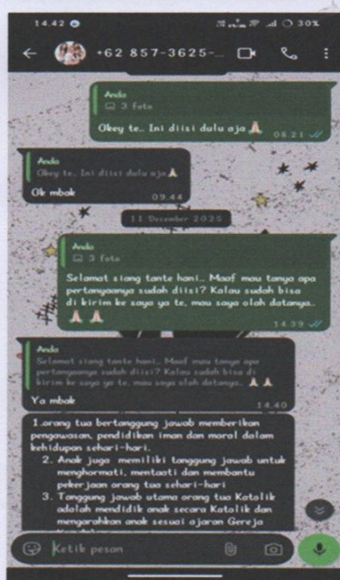 14.42
30%
+62 857-3625-...
Anda
3 foto
Okey te.. Ini diisi dulu aja🙏
08.21
Anda
Okey te.. Ini diisi dulu aja🙏
Ok mbak
09.44
11 Desember 2025
Anda
3 foto
Selamat siang tante hani.. Maaf mau tanya apa
pertanyaanya sudah diisi? Kalau sudah bisa
di kirim ke saya ya te, mau saya olah datanya..
🙏🙏
14.39
Anda
Selamat siang tante hani.. Maaf mau tanya apa
pertanyaanya sudah diisi? Kalau sudah bisa di
kirim ke saya ya te, mau saya olah datanya.. 🙏🙏
Ya mbak
14.40
1.orang tua bertanggung jawab memberikan
pengawasan, pendidikan iman dan moral dalam
kehidupan sehari-hari.
2. Anak juga memiliki tanggung jawab untuk
menghormati, mentaati dan membantu
pekerjaan orang tua sehari-hari
3. Tanggung jawab utama orang tua Katolik
adalah mendidik anak secara Katolik dan
mengarahkan anak sesuai ajaran Gereja
Ketik pesan